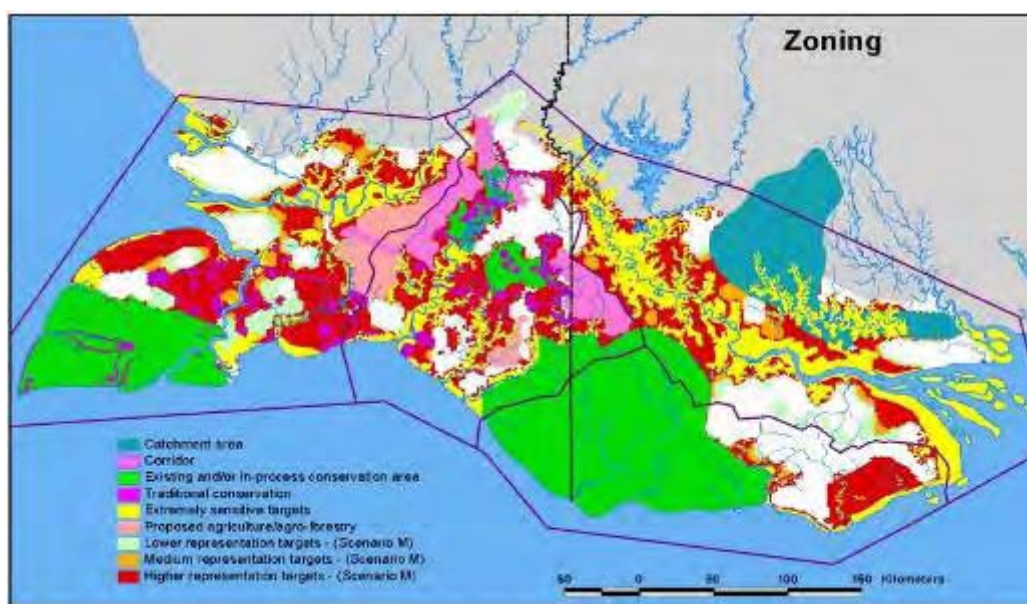 Zoning
Catchment area
Corridor
Existing and/or in-process conservation area
Traditional conservation
Extremely sensitive targets
Proposed agriculture/agro-forestry
Lower representation targets - (Scenario M)
Medium representation targets - (Scenario M)
Higher representation targets - (Scenario M)
50 0 50 100 150 Kilometers